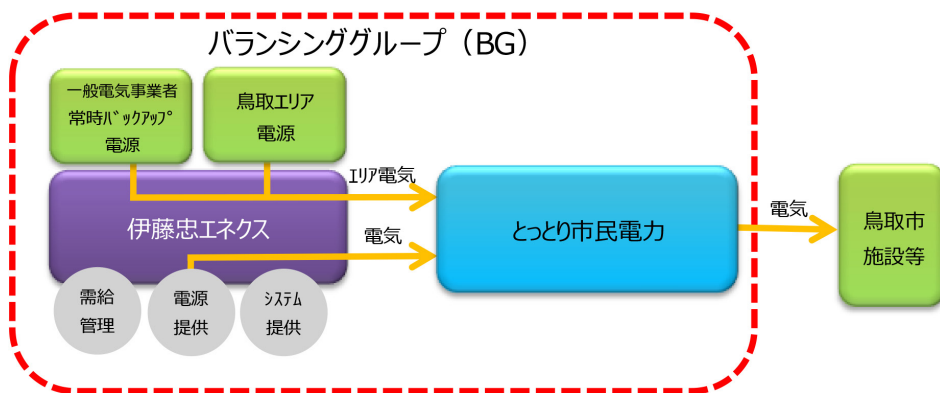 バランシンググループ（BG）
一般電気事業者
常時ﾊﾞｯｸｱｯﾌﾟ
電源
鳥取エリア
電源
ｴﾘｱ電気
伊藤忠エネクス
電気
とっとり市民電力
電気
鳥取市
施設等
需給
管理
電源
提供
ｼｽﾃﾑ
提供